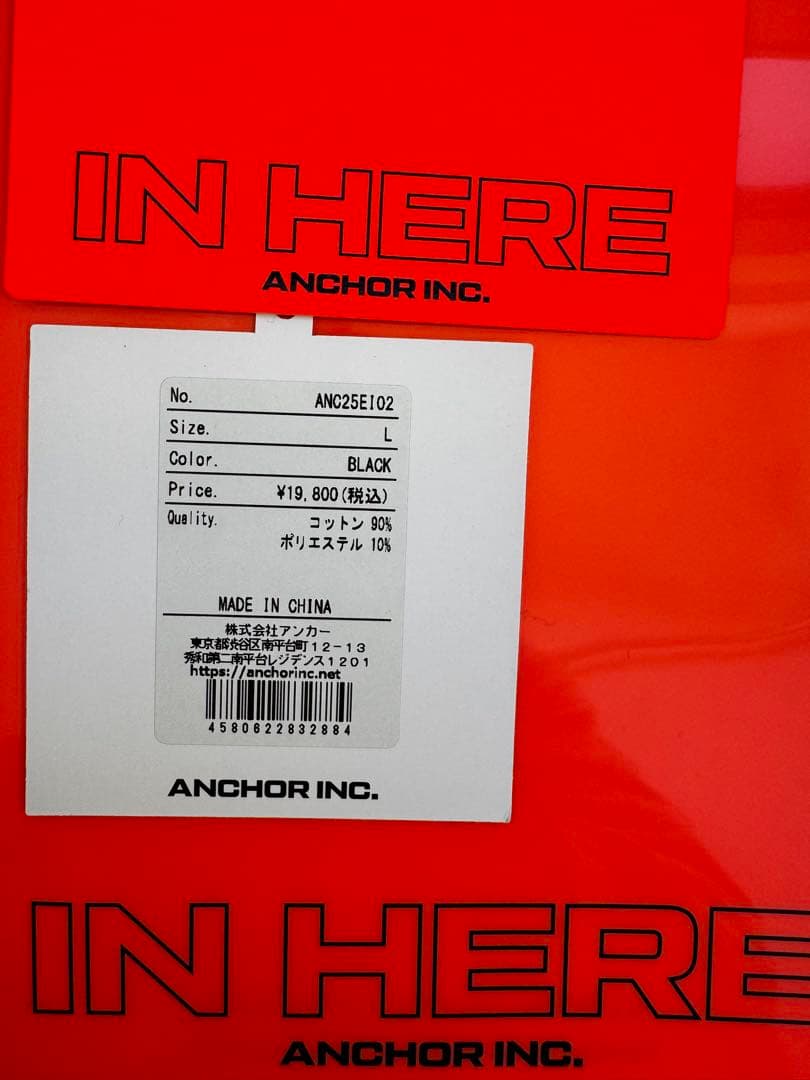 IN HERE
ANCHOR INC.
No. ANC25EI02
Size. L
Color. BLACK
Price. ¥19,800(税込)
Quality. コットン 90%
ポリエステル 10%
MADE IN CHINA
株式会社アンカー
東京都渋谷区南平台町12-13
秀和第二南平台レジデンス1201
https://anchorinc.net
4580622832884
ANCHOR INC.
IN HERE
ANCHOR INC.